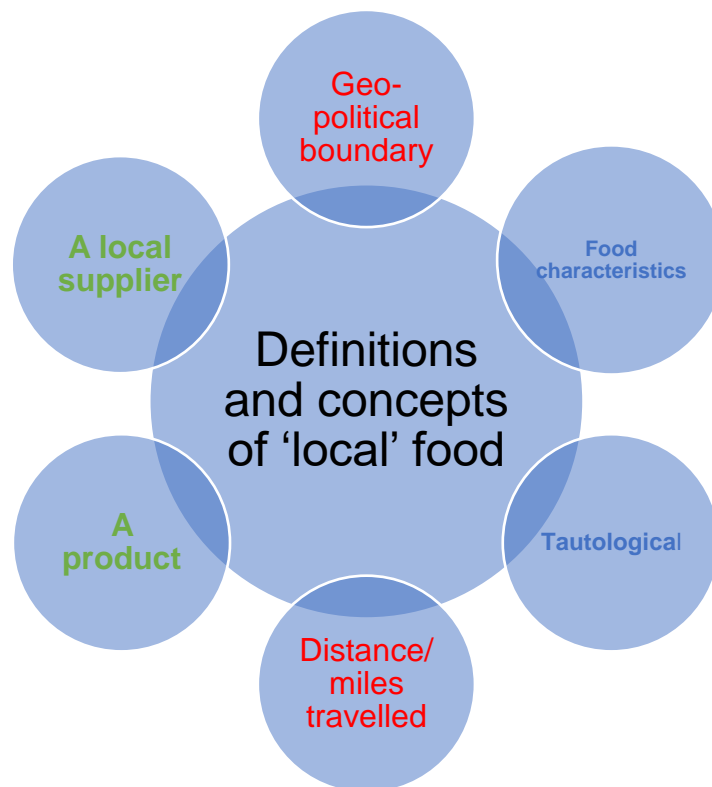 Geo-
political
boundary
A local
supplier
Food
characteristics
Definitions
and concepts
of ‘local’ food
A
product
Tautological
Distance/
miles
travelled